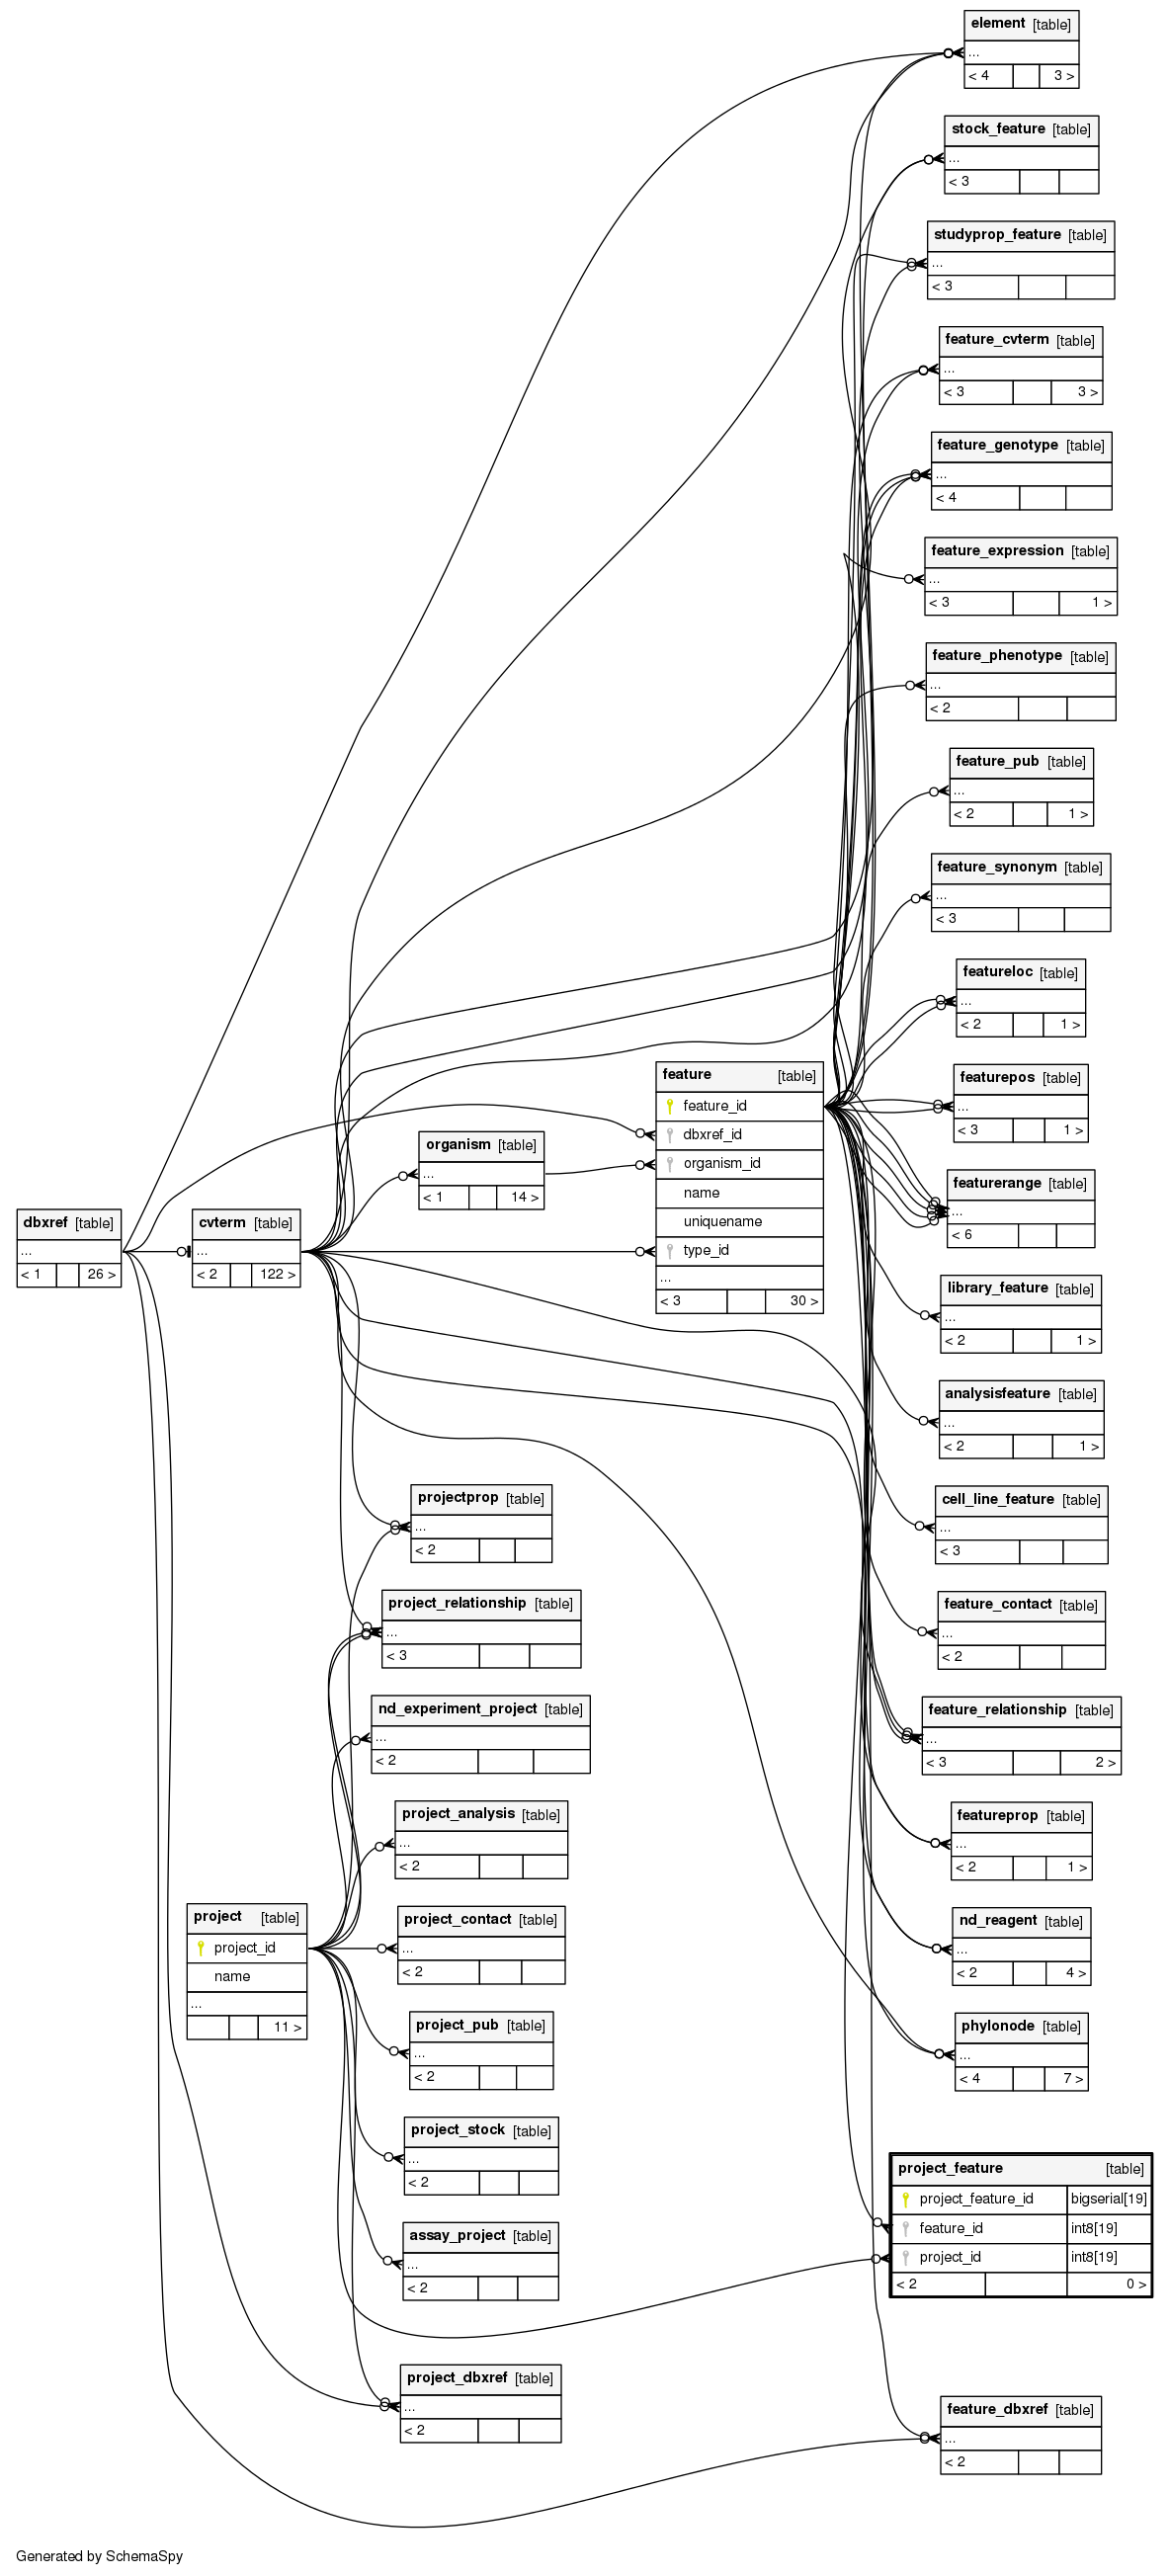 element [table]
...
< 4 3 >
stock_feature [table]
...
< 3
studyprop_feature [table]
...
< 3
feature_cvterm [table]
...
< 3 3 >
feature_genotype [table]
...
< 4
feature_expression [table]
...
< 3 1 >
feature_phenotype [table]
...
< 2
feature_pub [table]
...
< 2 1 >
feature_synonym [table]
...
< 3
featureloc [table]
...
< 2 1 >
featurepos [table]
...
< 3 1 >
featurerange [table]
...
< 6
library_feature [table]
...
< 2 1 >
analysisfeature [table]
...
< 2 1 >
cell_line_feature [table]
...
< 3
feature_contact [table]
...
< 2
feature_relationship [table]
...
< 3 2 >
featureprop [table]
...
< 2 1 >
nd_reagent [table]
...
< 2 4 >
phylonode [table]
...
< 4 7 >
project_feature [table]
project_feature_id bigserial[19]
feature_id int8[19]
project_id int8[19]
< 2 0 >
feature_dbxref [table]
...
< 2
feature [table]
feature_id
dbxref_id
organism_id
name
uniquename
type_id
...
< 3 30 >
organism [table]
...
< 1 14 >
dbxref [table]
...
< 1 26 >
cvterm [table]
...
< 2 122 >
projectprop [table]
...
< 2
project_relationship [table]
...
< 3
nd_experiment_project [table]
...
< 2
project_analysis [table]
...
< 2
project_contact [table]
...
< 2
project_pub [table]
...
< 2
project_stock [table]
...
< 2
assay_project [table]
...
< 2
project_dbxref [table]
...
< 2
project [table]
project_id
name
...
11 >
Generated by SchemaSpy